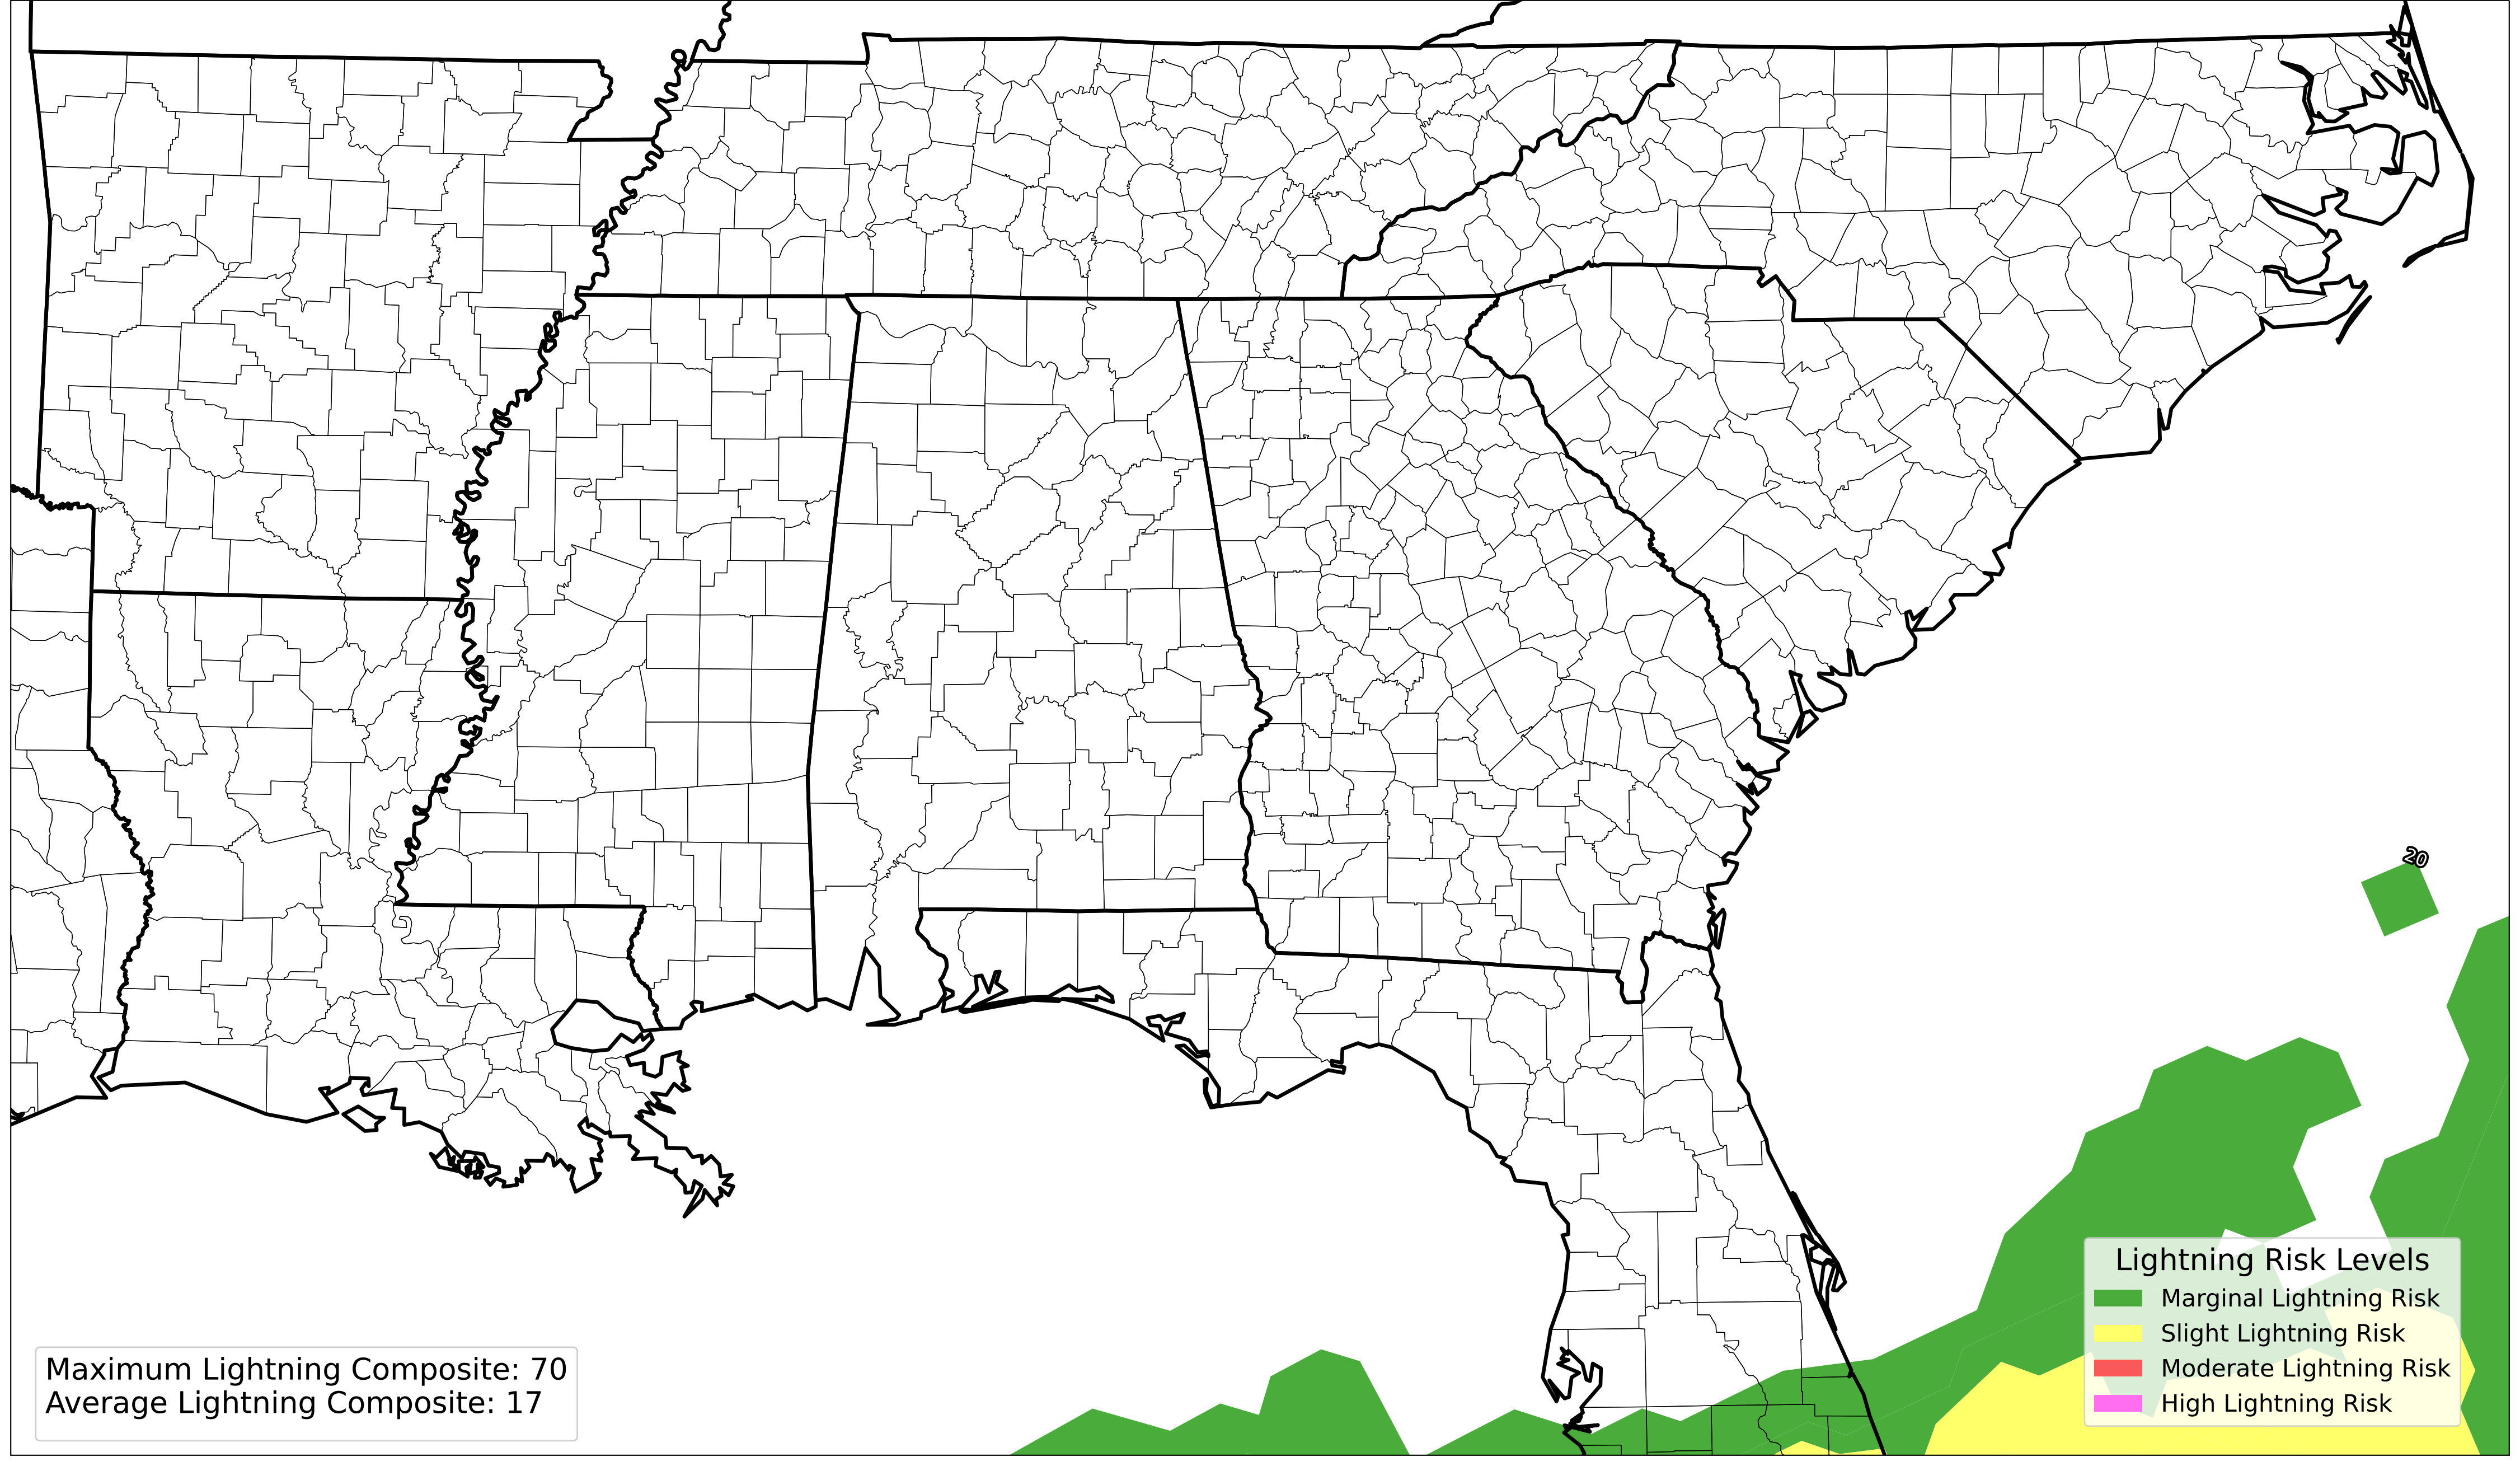 20
Lightning Risk Levels
Marginal Lightning Risk
Slight Lightning Risk
Moderate Lightning Risk
High Lightning Risk
Maximum Lightning Composite: 70
Average Lightning Composite: 17